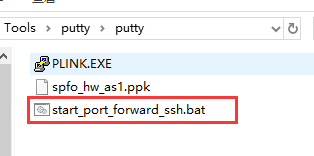 Tools > putty > putty >
PLINK.EXE
spfo_hw_as1.ppk
start_port_forward_ssh.bat